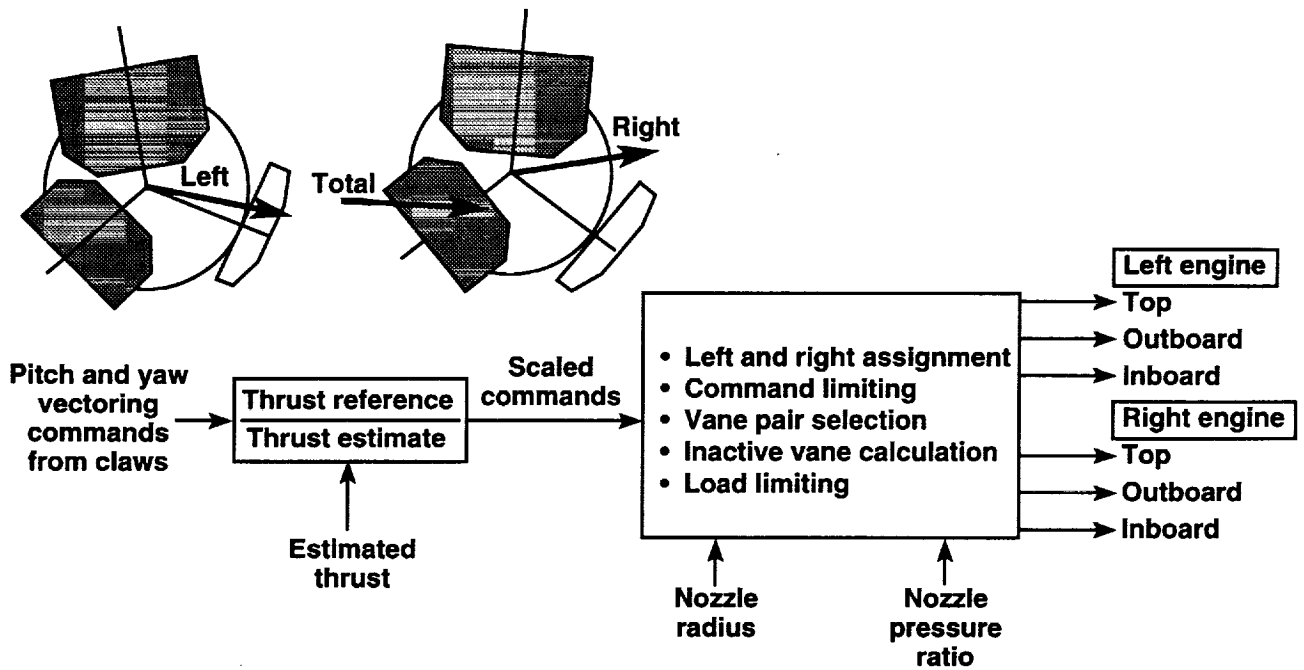 Left
Total
Right
Pitch and yaw
vectoring
commands
from claws
Thrust reference
Thrust estimate
Estimated
thrust
Scaled
commands
• Left and right assignment
• Command limiting
• Vane pair selection
• Inactive vane calculation
• Load limiting
Nozzle
radius
Nozzle
pressure
ratio
Left engine
Top
Outboard
Inboard
Right engine
Top
Outboard
Inboard